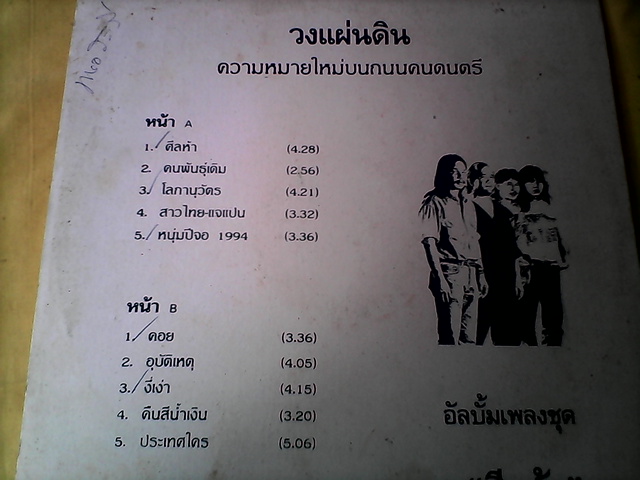 วงแผ่นดิน
ความหมายใหม่บนถนนคนดนตรี
หน้า A
1. ศีลห้า (4.28)
2. คนพันธุ์เดิม (2.56)
3. โลกานุวัตร (4.21)
4. สาวไทย-แจแปน (3.32)
5. หนุ่มปีจอ 1994 (3.36)
หน้า B
1. คอย (3.36)
2. อุบัติเหตุ (4.05)
3. งี่เง่า (4.15)
4. คืนสีน้ำเงิน (3.20)
5. ประเทศใคร (5.06)
อัลบั้มเพลงชุด